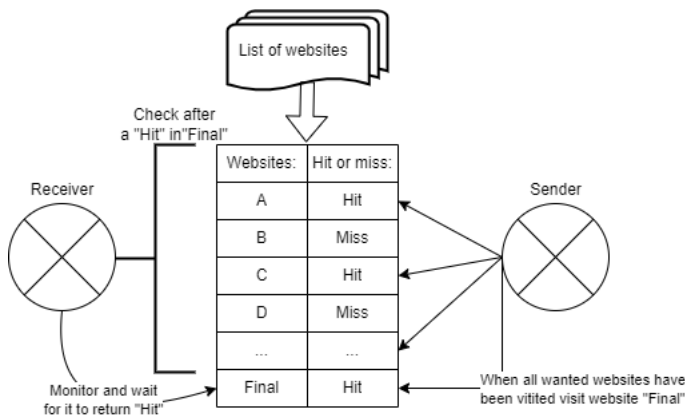 List of websites
Check after
a "Hit" in"Final"
Websites: Hit or miss:
Receiver
Sender
A Hit
B Miss
C Hit
D Miss
... ...
Final Hit
Monitor and wait
for it to return "Hit"
When all wanted websites have
been vitited visit website "Final"